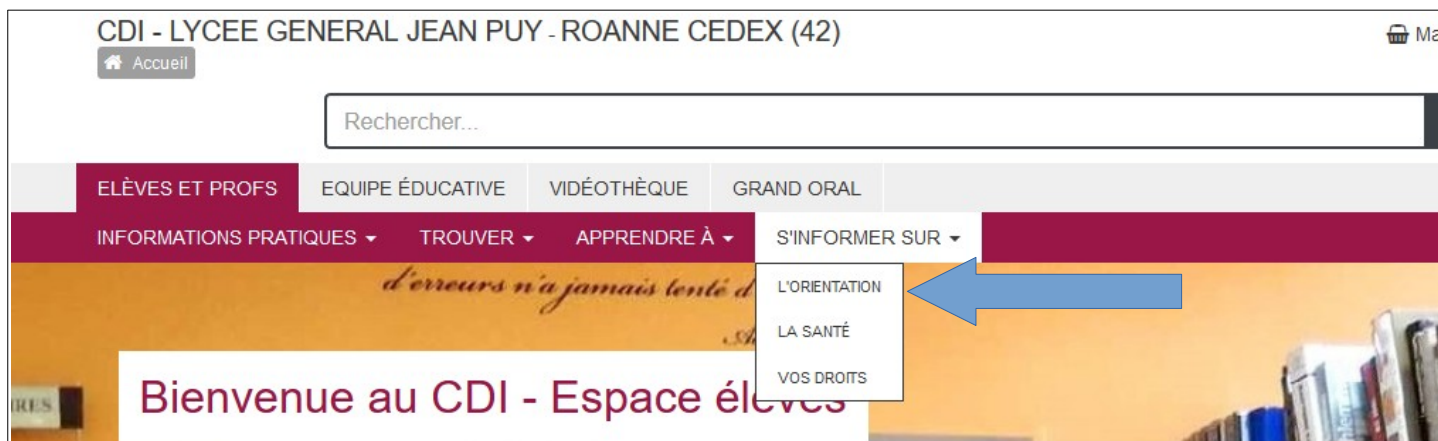 CDI - LYCEE GENERAL JEAN PUY - ROANNE CEDEX (42)
Ma
Accueil
Rechercher...
ELÈVES ET PROFS EQUIPE ÉDUCATIVE VIDÉOTHÈQUE GRAND ORAL
INFORMATIONS PRATIQUES TROUVER APPRENDRE À S'INFORMER SUR
d'erreurs n'a jamais tenté d
L'ORIENTATION
LA SANTÉ
VOS DROITS
Bienvenue au CDI - Espace élèves